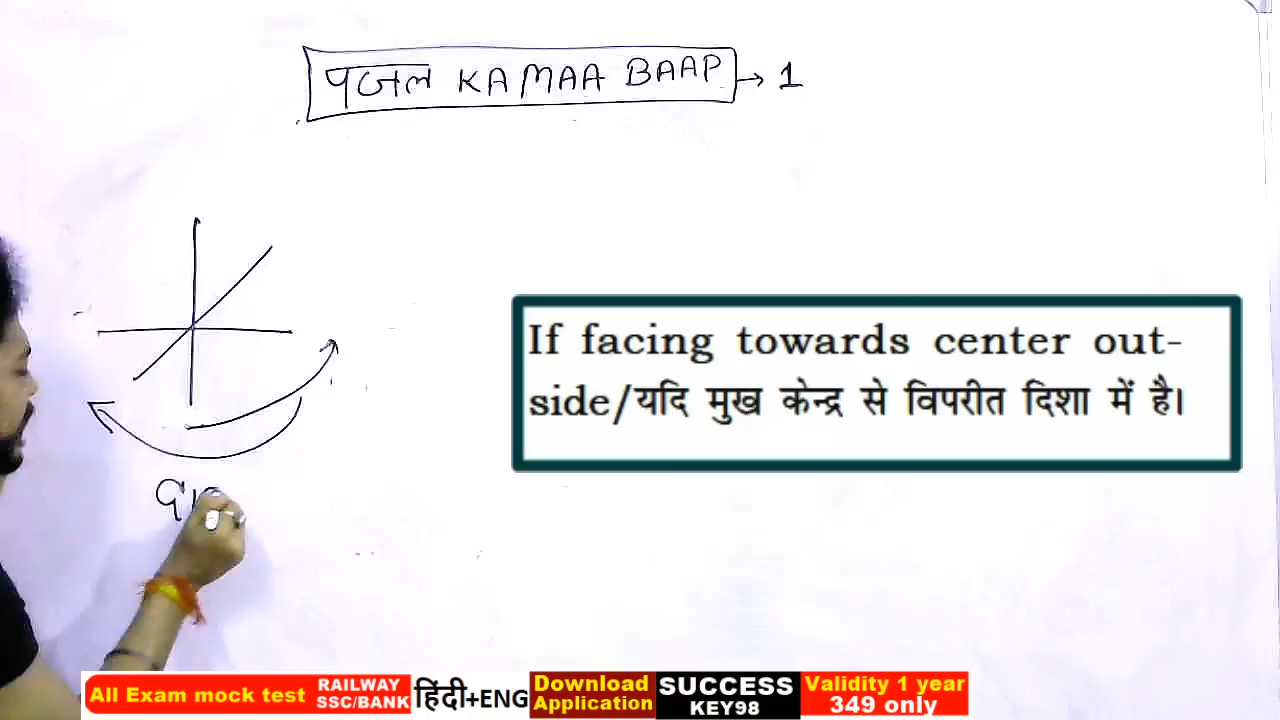 पजल KAMAA BAAP → 1
If facing towards center out-
side/यदि मुख केन्द्र से विपरीत दिशा में है।
All Exam mock test
RAILWAY
SSC/BANK
हिंदी+ENG
Download
Application
SUCCESS
KEY98
Validity 1 year
349 only